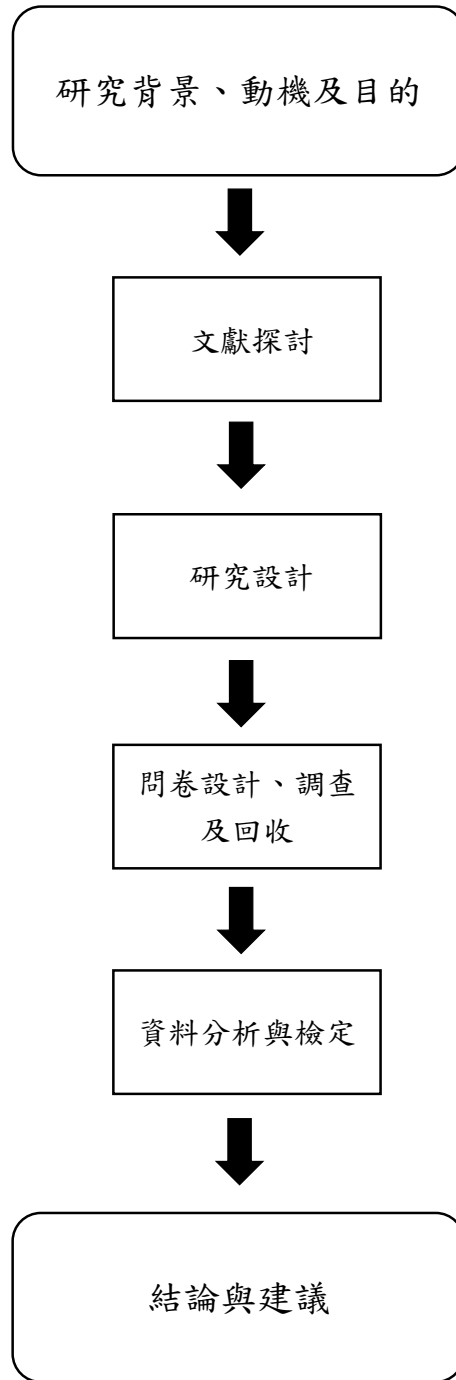 研究背景、動機及目的
文獻探討
研究設計
問卷設計、調查
及回收
資料分析與檢定
結論與建議